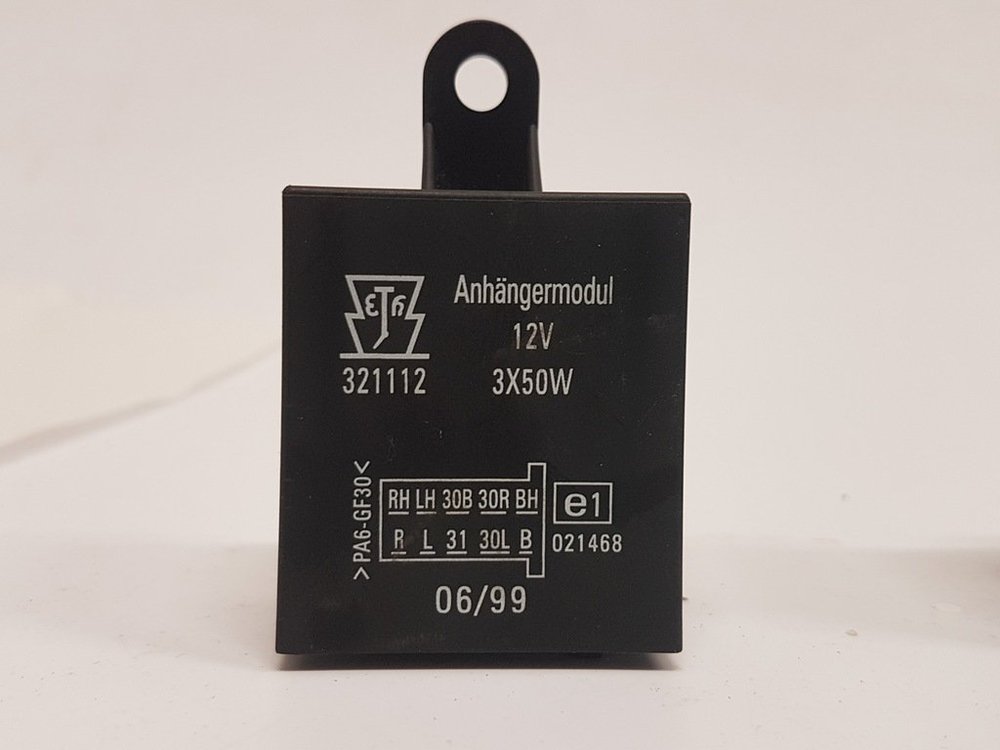 Anhängermodul
12V
321112 3X50W
>PA6-GF30<
RH LH 30B 30R BH
R L 31 30L B
e1
021468
06/99